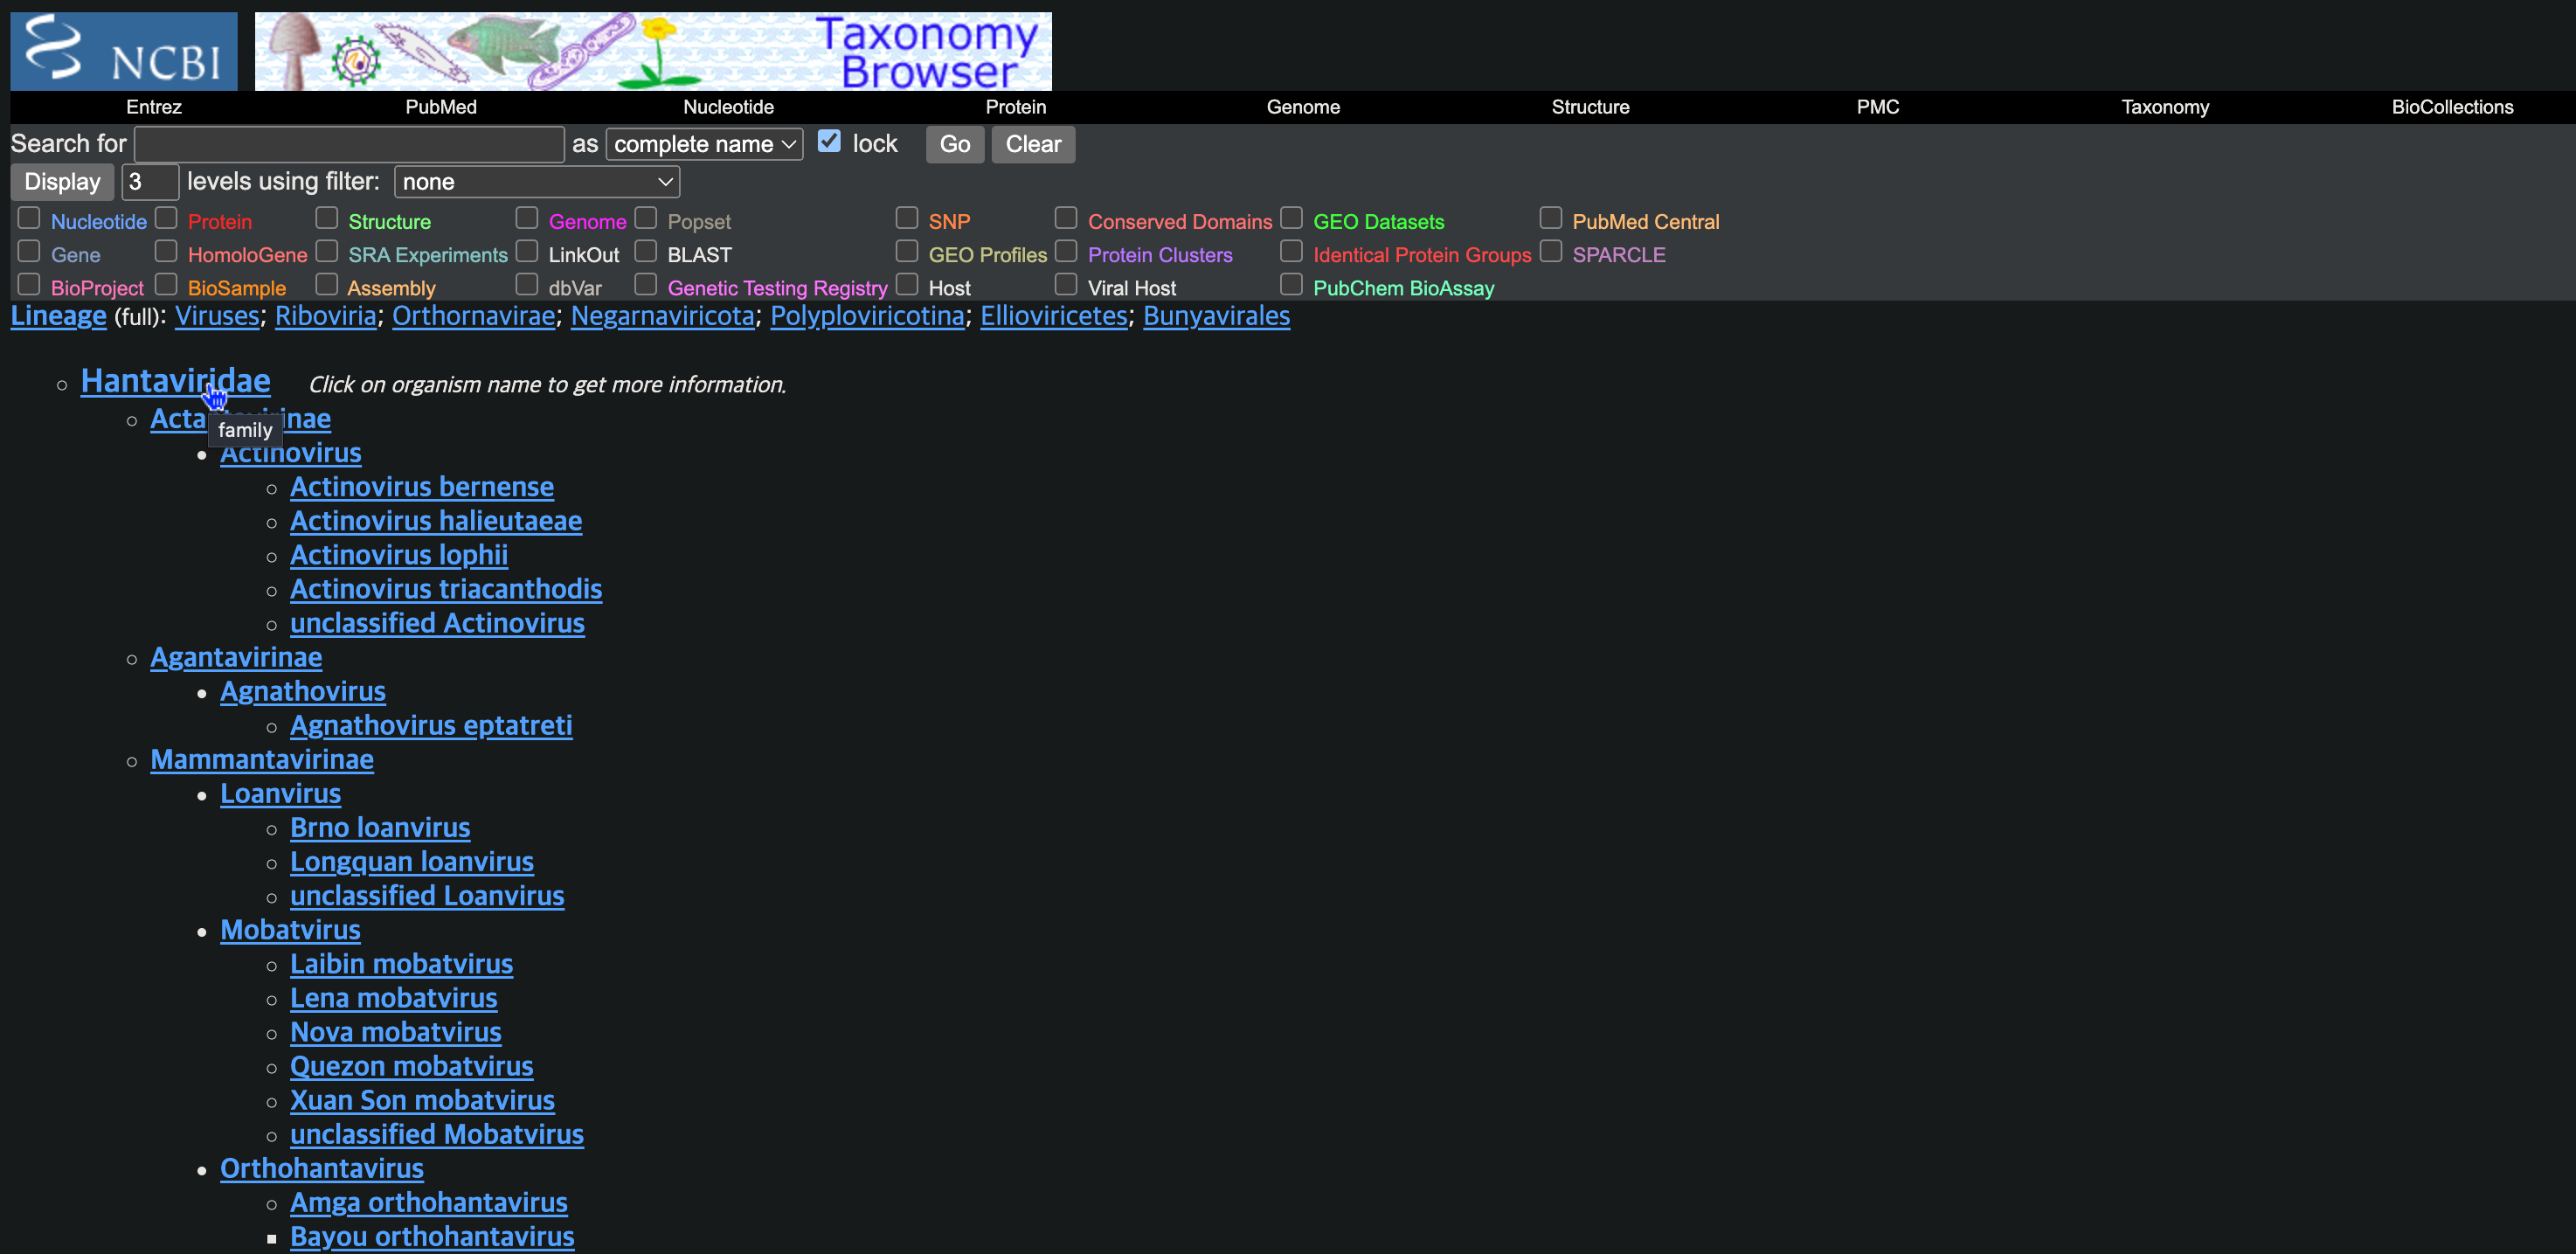 NCBI Taxonomy Browser
Entrez PubMed Nucleotide Protein Genome Structure PMC Taxonomy BioCollections
Search for as complete name lock Go Clear
Display 3 levels using filter: none
Nucleotide Protein Structure Genome Popset SNP Conserved Domains GEO Datasets PubMed Central
Gene HomoloGene SRA Experiments LinkOut BLAST GEO Profiles Protein Clusters Identical Protein Groups SPARCLE
BioProject BioSample Assembly dbVar Genetic Testing Registry Host Viral Host PubChem BioAssay
Lineage (full): Viruses; Riboviria; Orthornavirae; Negarnaviricota; Polyploviricotina; Ellioviricetes; Bunyavirales
Hantaviridae Click on organism name to get more information.
family
Actinovirus
Actinovirus bernense
Actinovirus halieutaeae
Actinovirus lophii
Actinovirus triacanthodis
unclassified Actinovirus
Agantavirinae
Agnathovirus
Agnathovirus eptatreti
Mammantavirinae
Loanvirus
Brno loanvirus
Longquan loanvirus
unclassified Loanvirus
Mobatvirus
Laibin mobatvirus
Lena mobatvirus
Nova mobatvirus
Quezon mobatvirus
Xuan Son mobatvirus
unclassified Mobatvirus
Orthohantavirus
Amga orthohantavirus
Bayou orthohantavirus